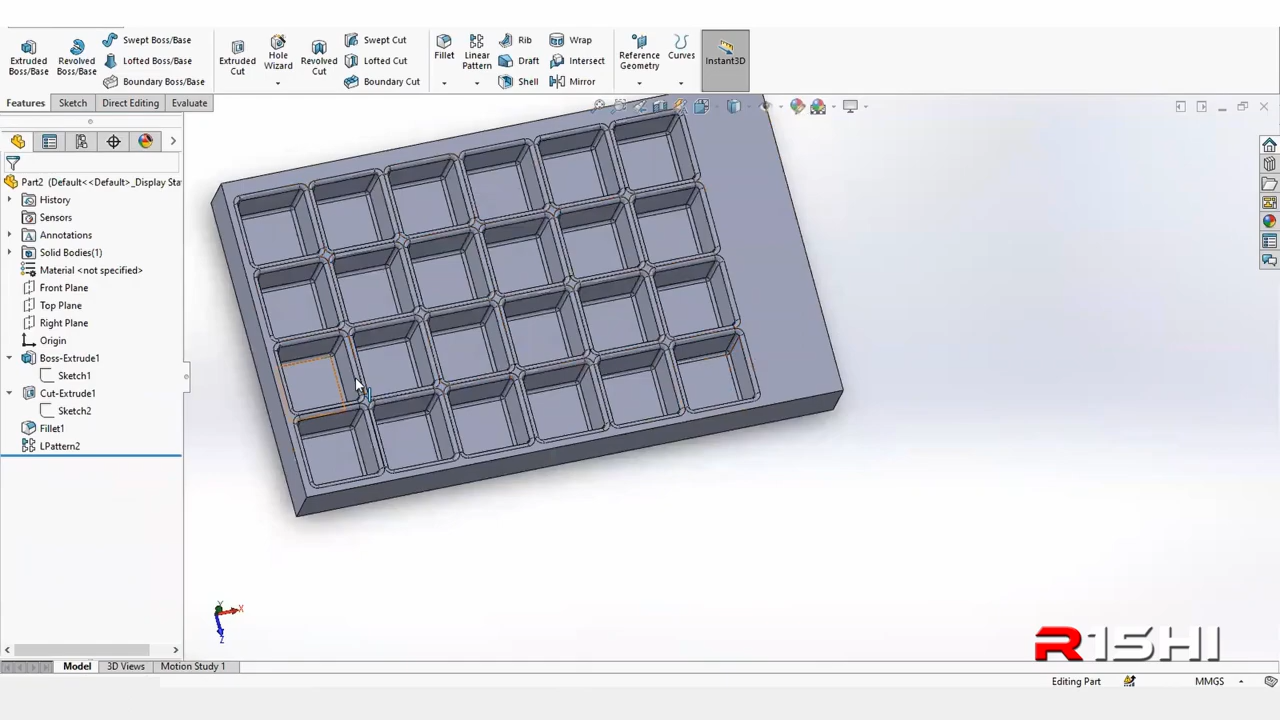 Extruded Boss/Base
Revolved Boss/Base
Swept Boss/Base
Lofted Boss/Base
Boundary Boss/Base
Extruded Cut
Hole Wizard
Revolved Cut
Swept Cut
Lofted Cut
Boundary Cut
Fillet
Linear Pattern
Rib
Draft
Shell
Wrap
Intersect
Mirror
Reference Geometry
Curves
Instant3D
Features
Sketch
Direct Editing
Evaluate
Part2 (Default<<Default>_Display Sta
History
Sensors
Annotations
Solid Bodies(1)
Material <not specified>
Front Plane
Top Plane
Right Plane
Origin
Boss-Extrude1
Sketch1
Cut-Extrude1
Sketch2
Fillet1
LPattern2
Y
X
Z
R15HI
Model
3D Views
Motion Study 1
Editing Part
MMGS